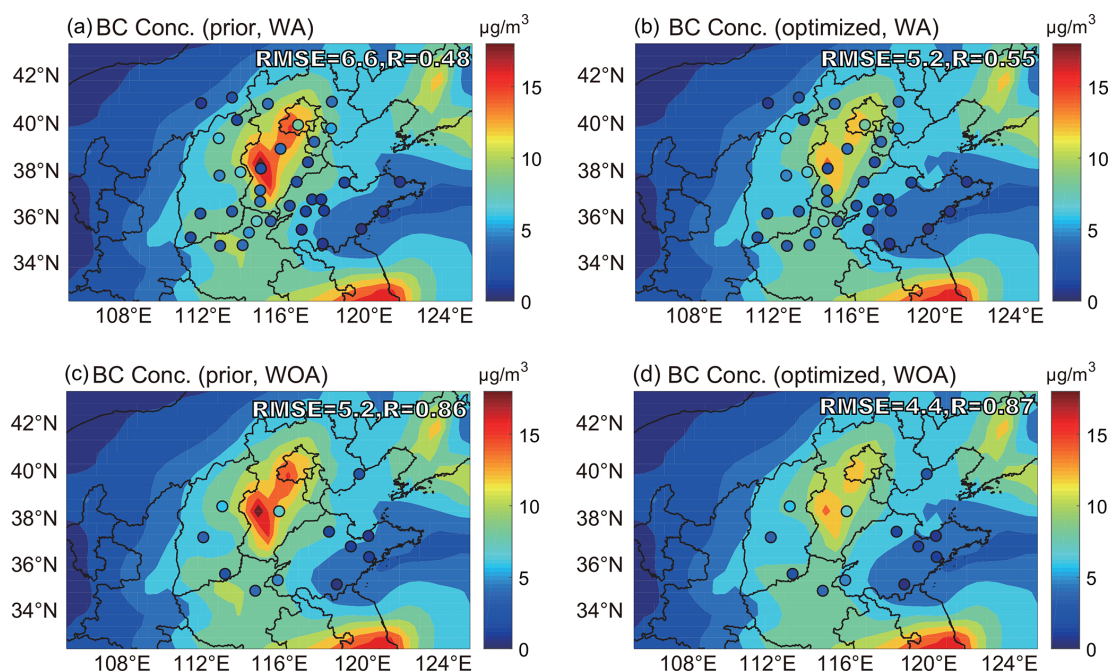 (a) BC Conc. (prior, WA)
µg/m³
RMSE=6.6,R=0.48
42°N
40°N
38°N
36°N
34°N
15
10
5
0
108°E 112°E 116°E 120°E 124°E
(b) BC Conc. (optimized, WA)
µg/m³
RMSE=5.2,R=0.55
42°N
40°N
38°N
36°N
34°N
15
10
5
0
108°E 112°E 116°E 120°E 124°E
(c) BC Conc. (prior, WOA)
µg/m³
RMSE=5.2,R=0.86
42°N
40°N
38°N
36°N
34°N
15
10
5
0
108°E 112°E 116°E 120°E 124°E
(d) BC Conc. (optimized, WOA)
µg/m³
RMSE=4.4,R=0.87
42°N
40°N
38°N
36°N
34°N
15
10
5
0
108°E 112°E 116°E 120°E 124°E